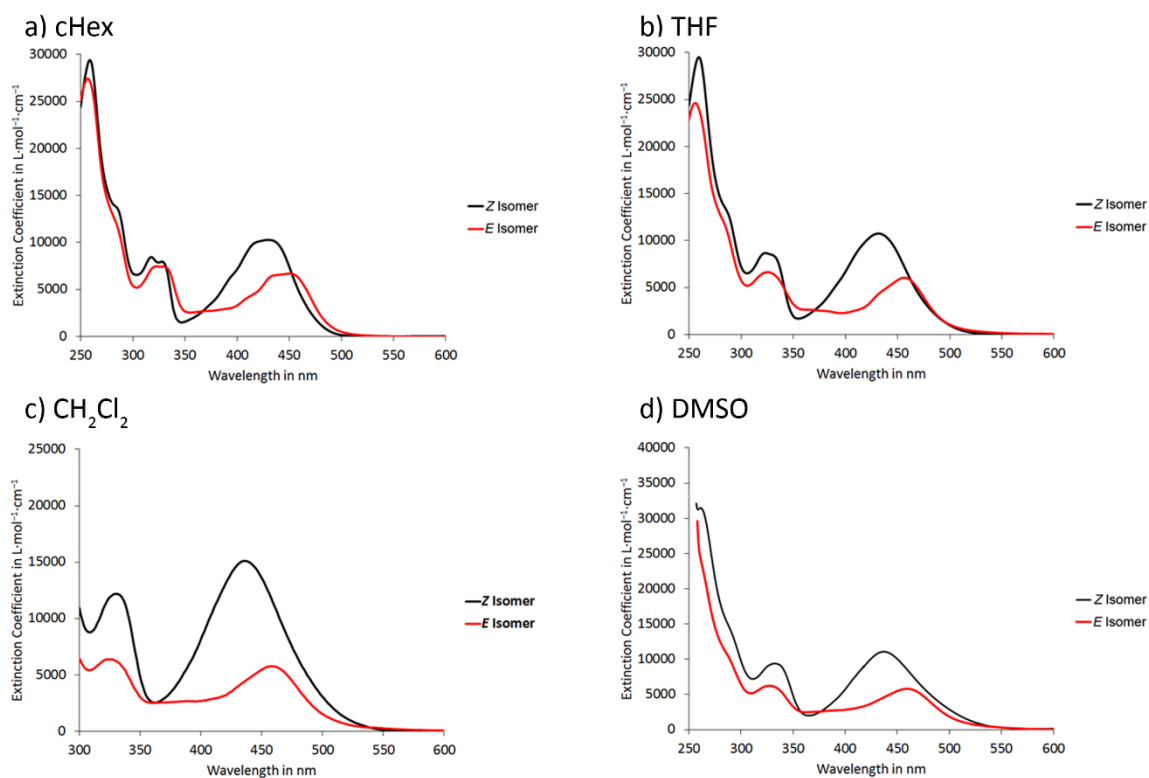 a) cHex
30000
25000
20000
15000
10000
5000
0
250 300 350 400 450 500 550 600
Extinction Coefficient in L·mol⁻¹·cm⁻¹
Wavelength in nm
Z Isomer
E Isomer
b) THF
30000
25000
20000
15000
10000
5000
0
250 300 350 400 450 500 550 600
Extinction Coefficient in L·mol⁻¹·cm⁻¹
Wavelength in nm
Z Isomer
E Isomer
c) CH₂Cl₂
25000
20000
15000
10000
5000
0
300 350 400 450 500 550 600
Extinction Coefficient in L·mol⁻¹·cm⁻¹
Wavelength in nm
Z Isomer
E Isomer
d) DMSO
40000
35000
30000
25000
20000
15000
10000
5000
0
250 300 350 400 450 500 550 600
Extinction Coefficient in L·mol⁻¹·cm⁻¹
Wavelength in nm
Z Isomer
E Isomer